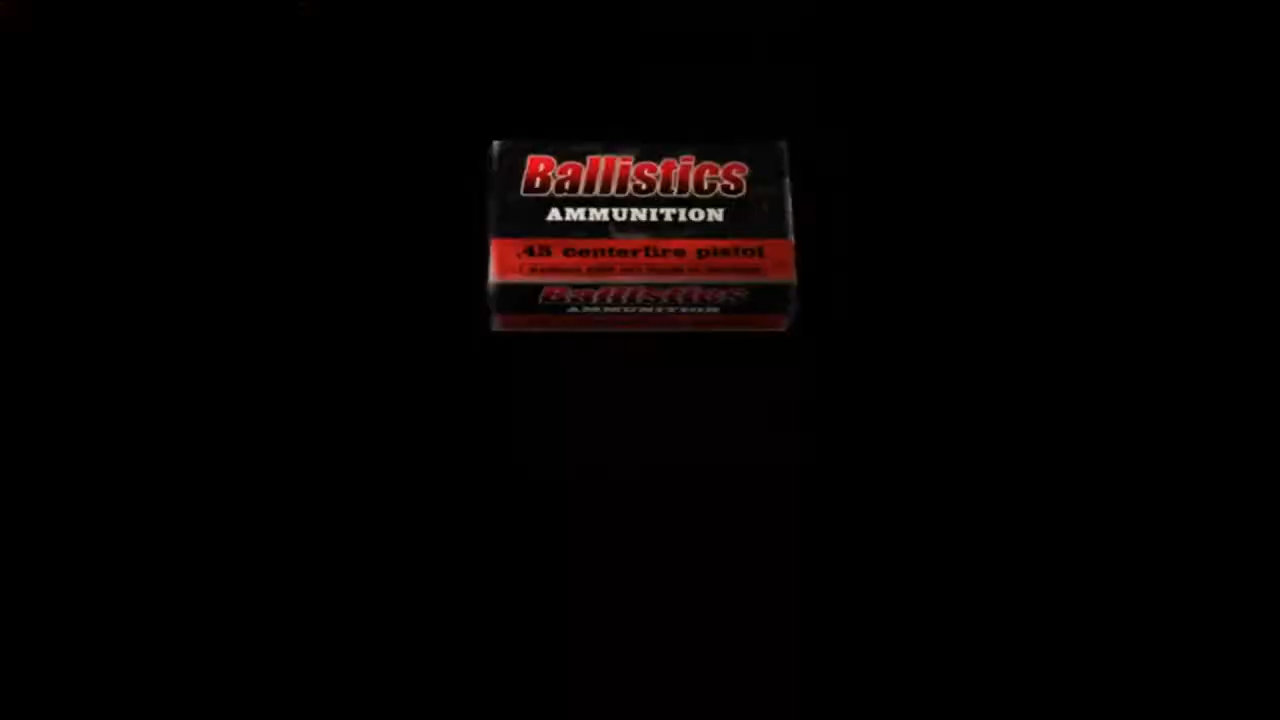 Ballistics
AMMUNITION
.45 centerfire pistol
Ballistics
AMMUNITION